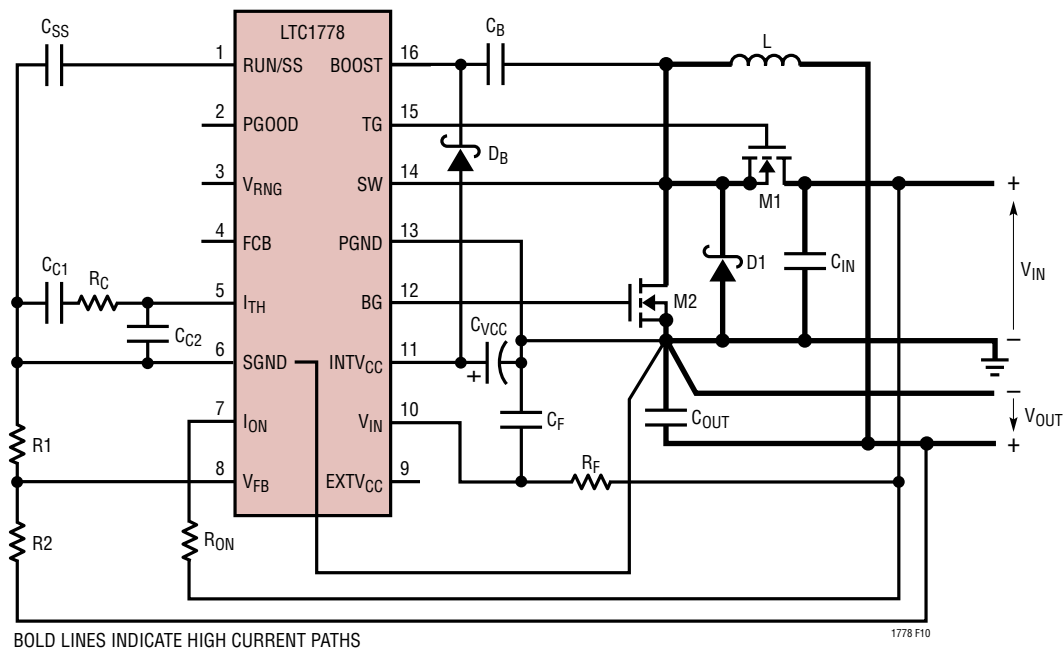 LTC1778
C_SS
C_B
L
1
RUN/SS
BOOST
16
2
PGOOD
TG
15
D_B
3
V_RNG
SW
14
M1
+
4
FCB
PGND
13
D1
C_IN
V_IN
C_C1
R_C
5
I_TH
BG
12
M2
C_C2
C_VCC
6
SGND
INTV_CC
11
+
−
−
7
I_ON
V_IN
10
C_F
C_OUT
V_OUT
R1
R_F
+
8
V_FB
EXTV_CC
9
R2
R_ON
BOLD LINES INDICATE HIGH CURRENT PATHS
1778 F10